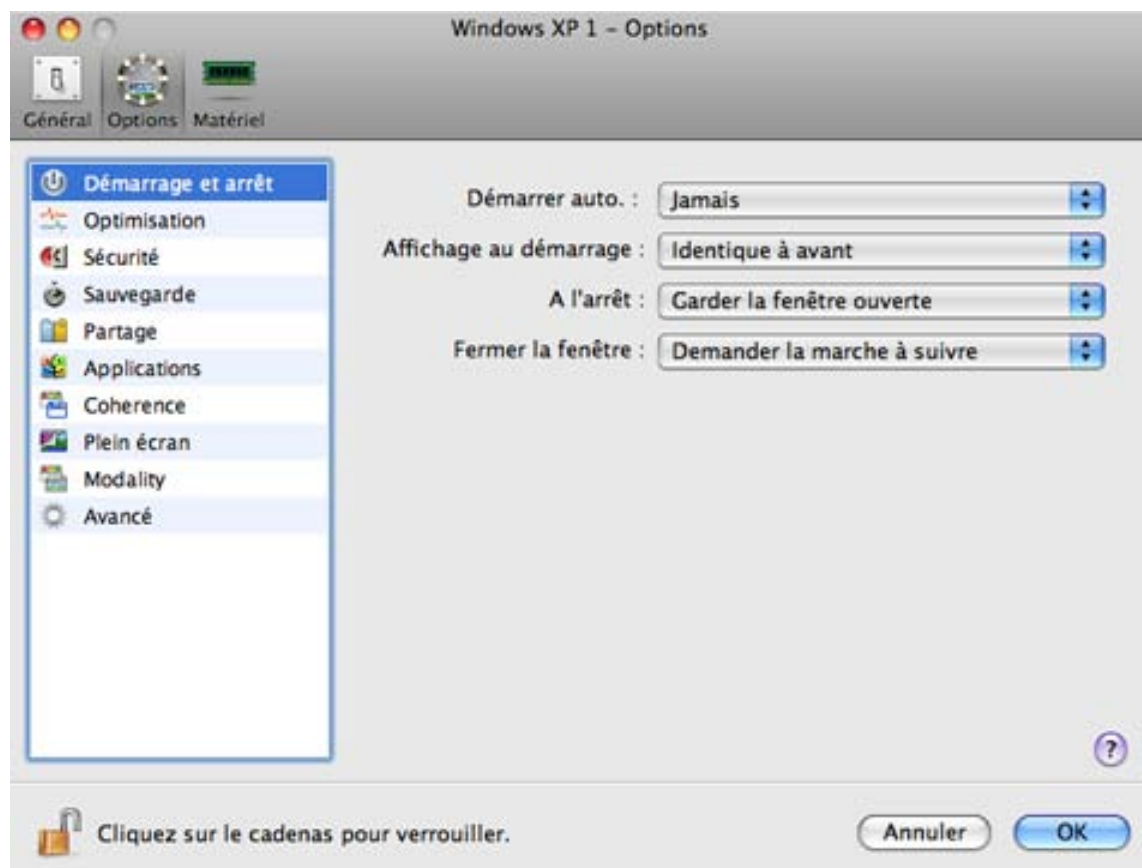 Windows XP 1 – Options
Général Options Matériel
Démarrage et arrêt
Optimisation
Sécurité
Sauvegarde
Partage
Applications
Coherence
Plein écran
Modality
Avancé
Démarrer auto. : Jamais
Affichage au démarrage : Identique à avant
A l'arrêt : Garder la fenêtre ouverte
Fermer la fenêtre : Demander la marche à suivre
?
Cliquez sur le cadenas pour verrouiller.
Annuler OK